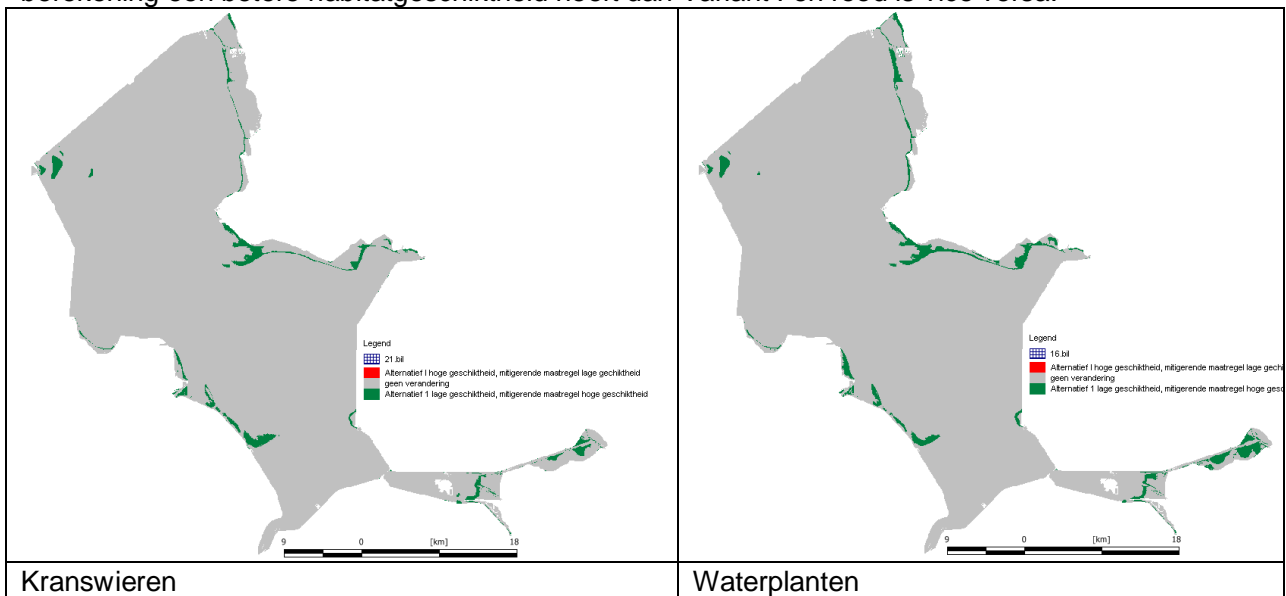 berekening een betere habitatgeschiktheid heeft dan Variant I en rood is vice versa.
Legend
21.bil
Alternatief I hoge geschiktheid, mitigerende maatregel lage gechiktheid
geen verandering
Alternatief 1 lage geschiktheid, mitigerende maatregel hoge geschiktheid
9 0 [km] 18
Legend
16.bil
Alternatief I hoge geschiktheid, mitigerende maatregel lage gechi
geen verandering
Alternatief 1 lage geschiktheid, mitigerende maatregel hoge gesc
9 0 [km] 18
Kranswieren
Waterplanten